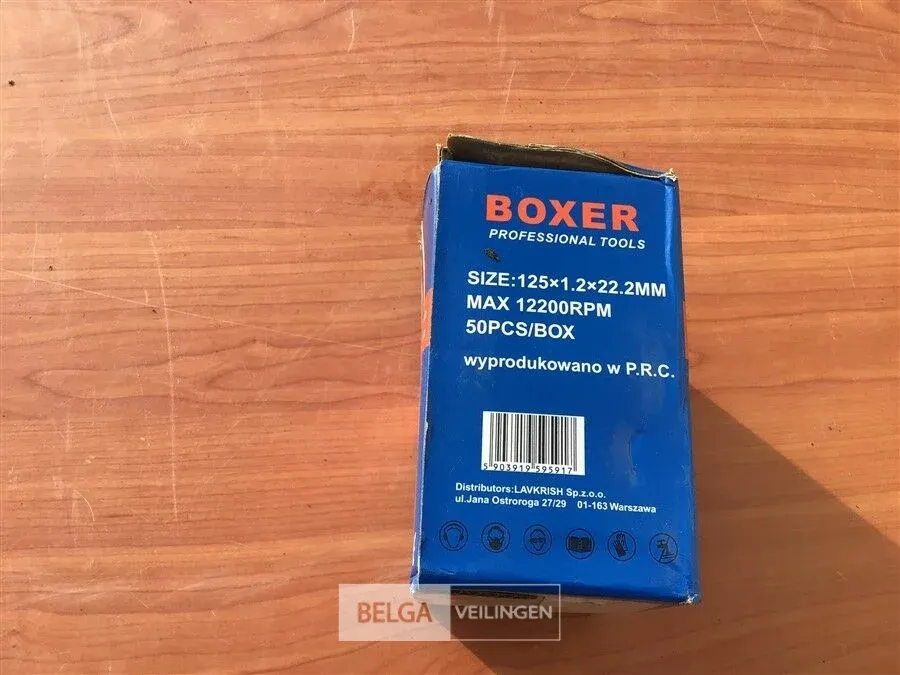 BOXER
PROFESSIONAL TOOLS
SIZE:125×1.2×22.2MM
MAX 12200RPM
50PCS/BOX
wyprodukowano w P.R.C.
5 903919 595917
Distributors:LAVKRISH Sp.z.o.o.
ul.Jana Ostroroga 27/29 01-163 Warszawa
BELGA VEILINGEN